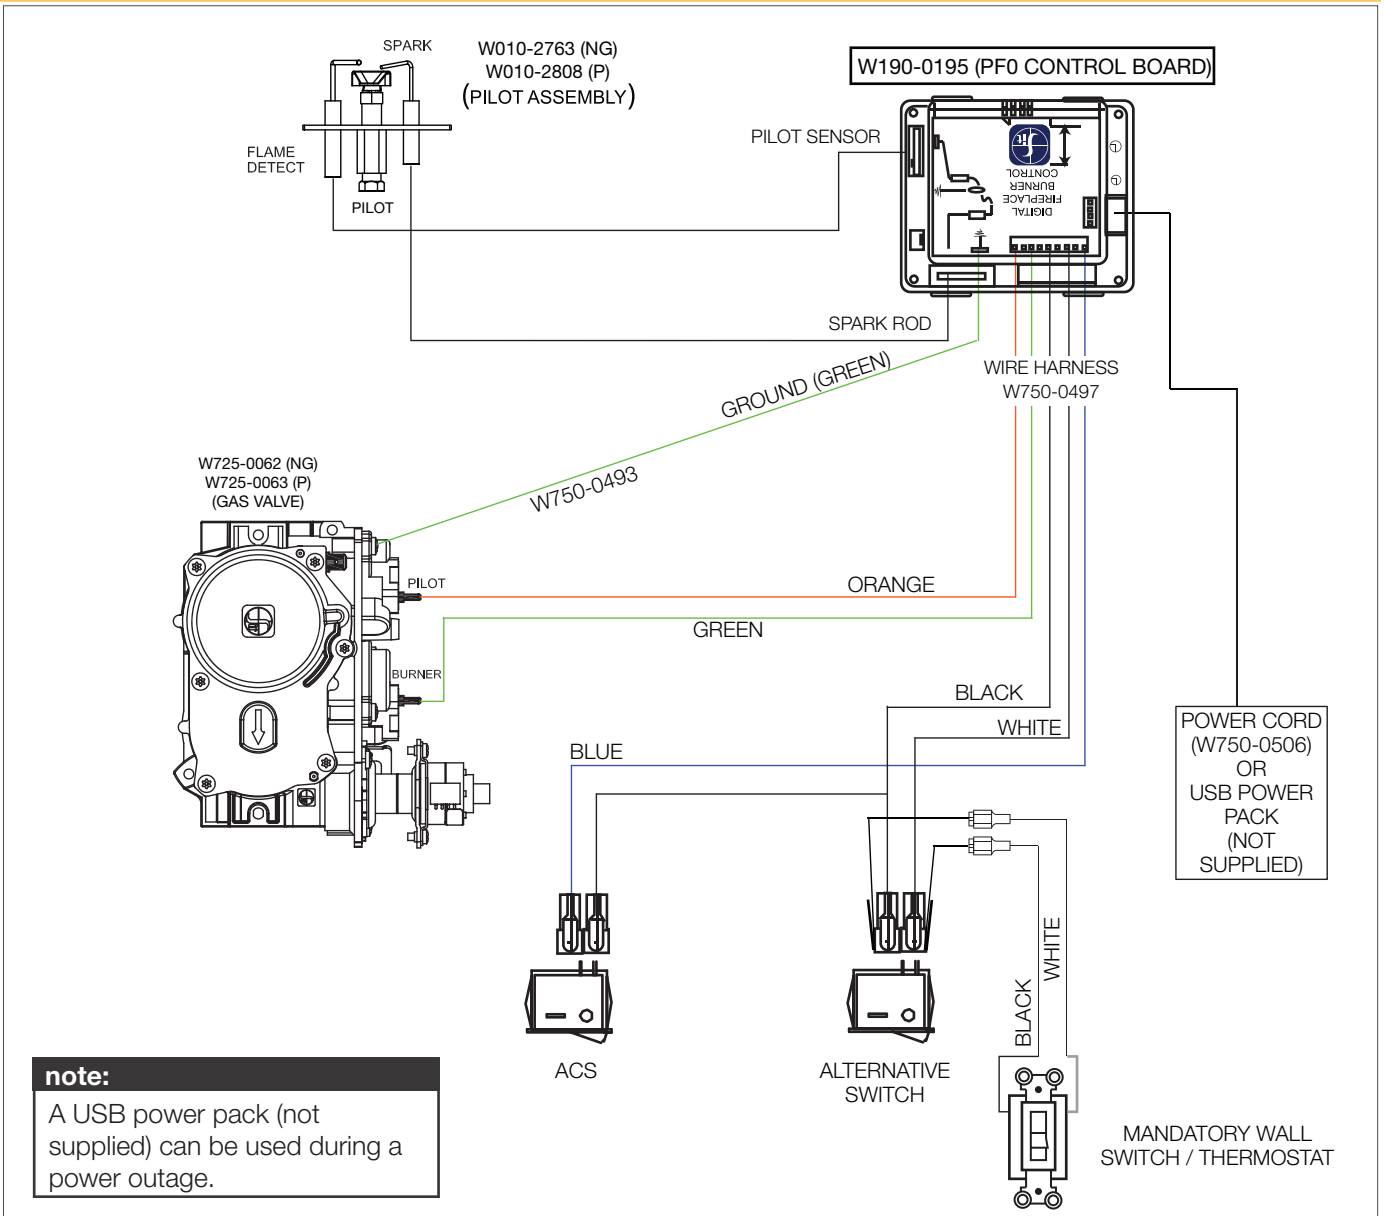 SPARK
W010-2763 (NG)
W010-2808 (P)
(PILOT ASSEMBLY)
FLAME
DETECT
PILOT
W190-0195 (PF0 CONTROL BOARD)
PILOT SENSOR
fit
DIGITAL
FIREPLACE
BURNER
CONTROL
SPARK ROD
GROUND (GREEN)
W750-0493
WIRE HARNESS
W750-0497
W725-0062 (NG)
W725-0063 (P)
(GAS VALVE)
PILOT
ORANGE
GREEN
BURNER
BLACK
WHITE
BLUE
POWER CORD
(W750-0506)
OR
USB POWER
PACK
(NOT
SUPPLIED)
BLACK
WHITE
ACS
ALTERNATIVE
SWITCH
MANDATORY WALL
SWITCH / THERMOSTAT
note:
A USB power pack (not
supplied) can be used during a
power outage.